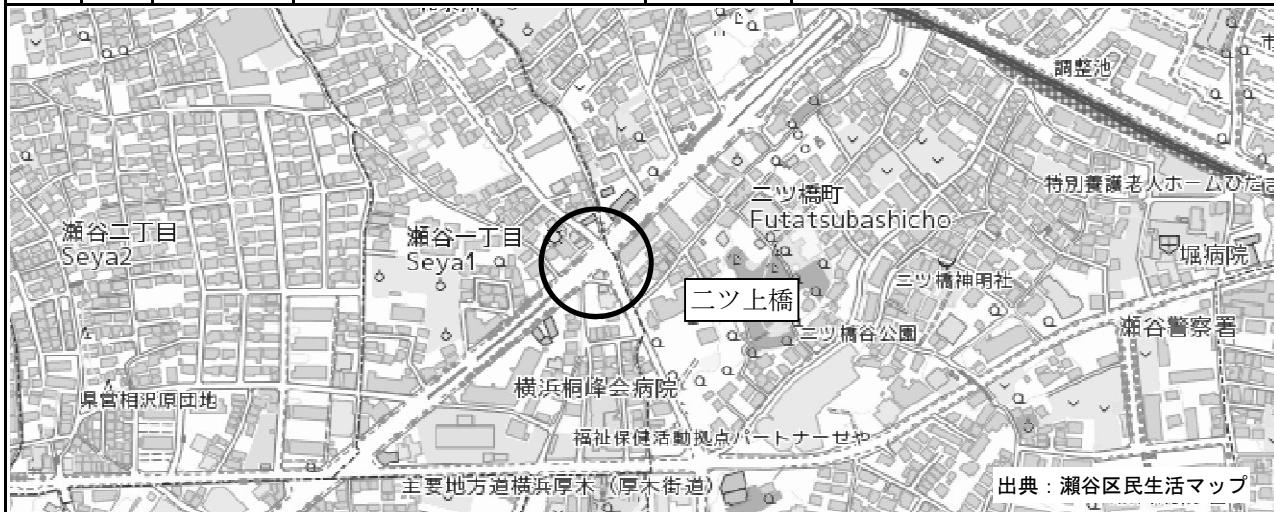 調整池
特別養護老人ホームひだま
二ツ橋町
Futatsubashicho
瀬谷二丁目
Seya2
瀬谷一丁目
Seya1
堀病院
二ツ橋神明社
二ツ上橋
瀬谷警察署
二ツ橋谷公園
横浜桐峰会病院
県営相沢原団地
福祉保健活動拠点パートナーせや
主要地方道横浜厚木（厚木街道）
出典：瀬谷区民生活マップ